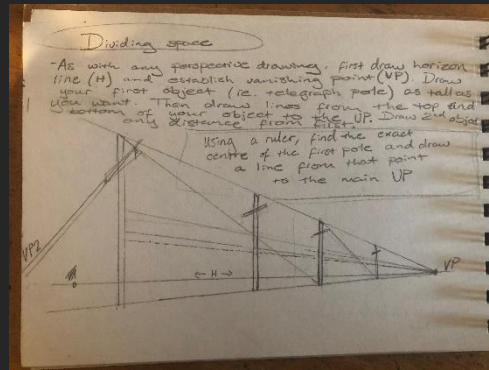 Dividing space
- As with any perspective drawing, first draw horizon
line (H) and establish vanishing point (VP). Draw
your first object (ie. telegraph pole) as tall as
you want. Then draw lines from the top and
bottom of your object to the VP. Draw 2nd object
any distance from first.
Using a ruler, find the exact
centre of the first pole and draw
a line from that point
to the main VP
VP2
← H →
VP